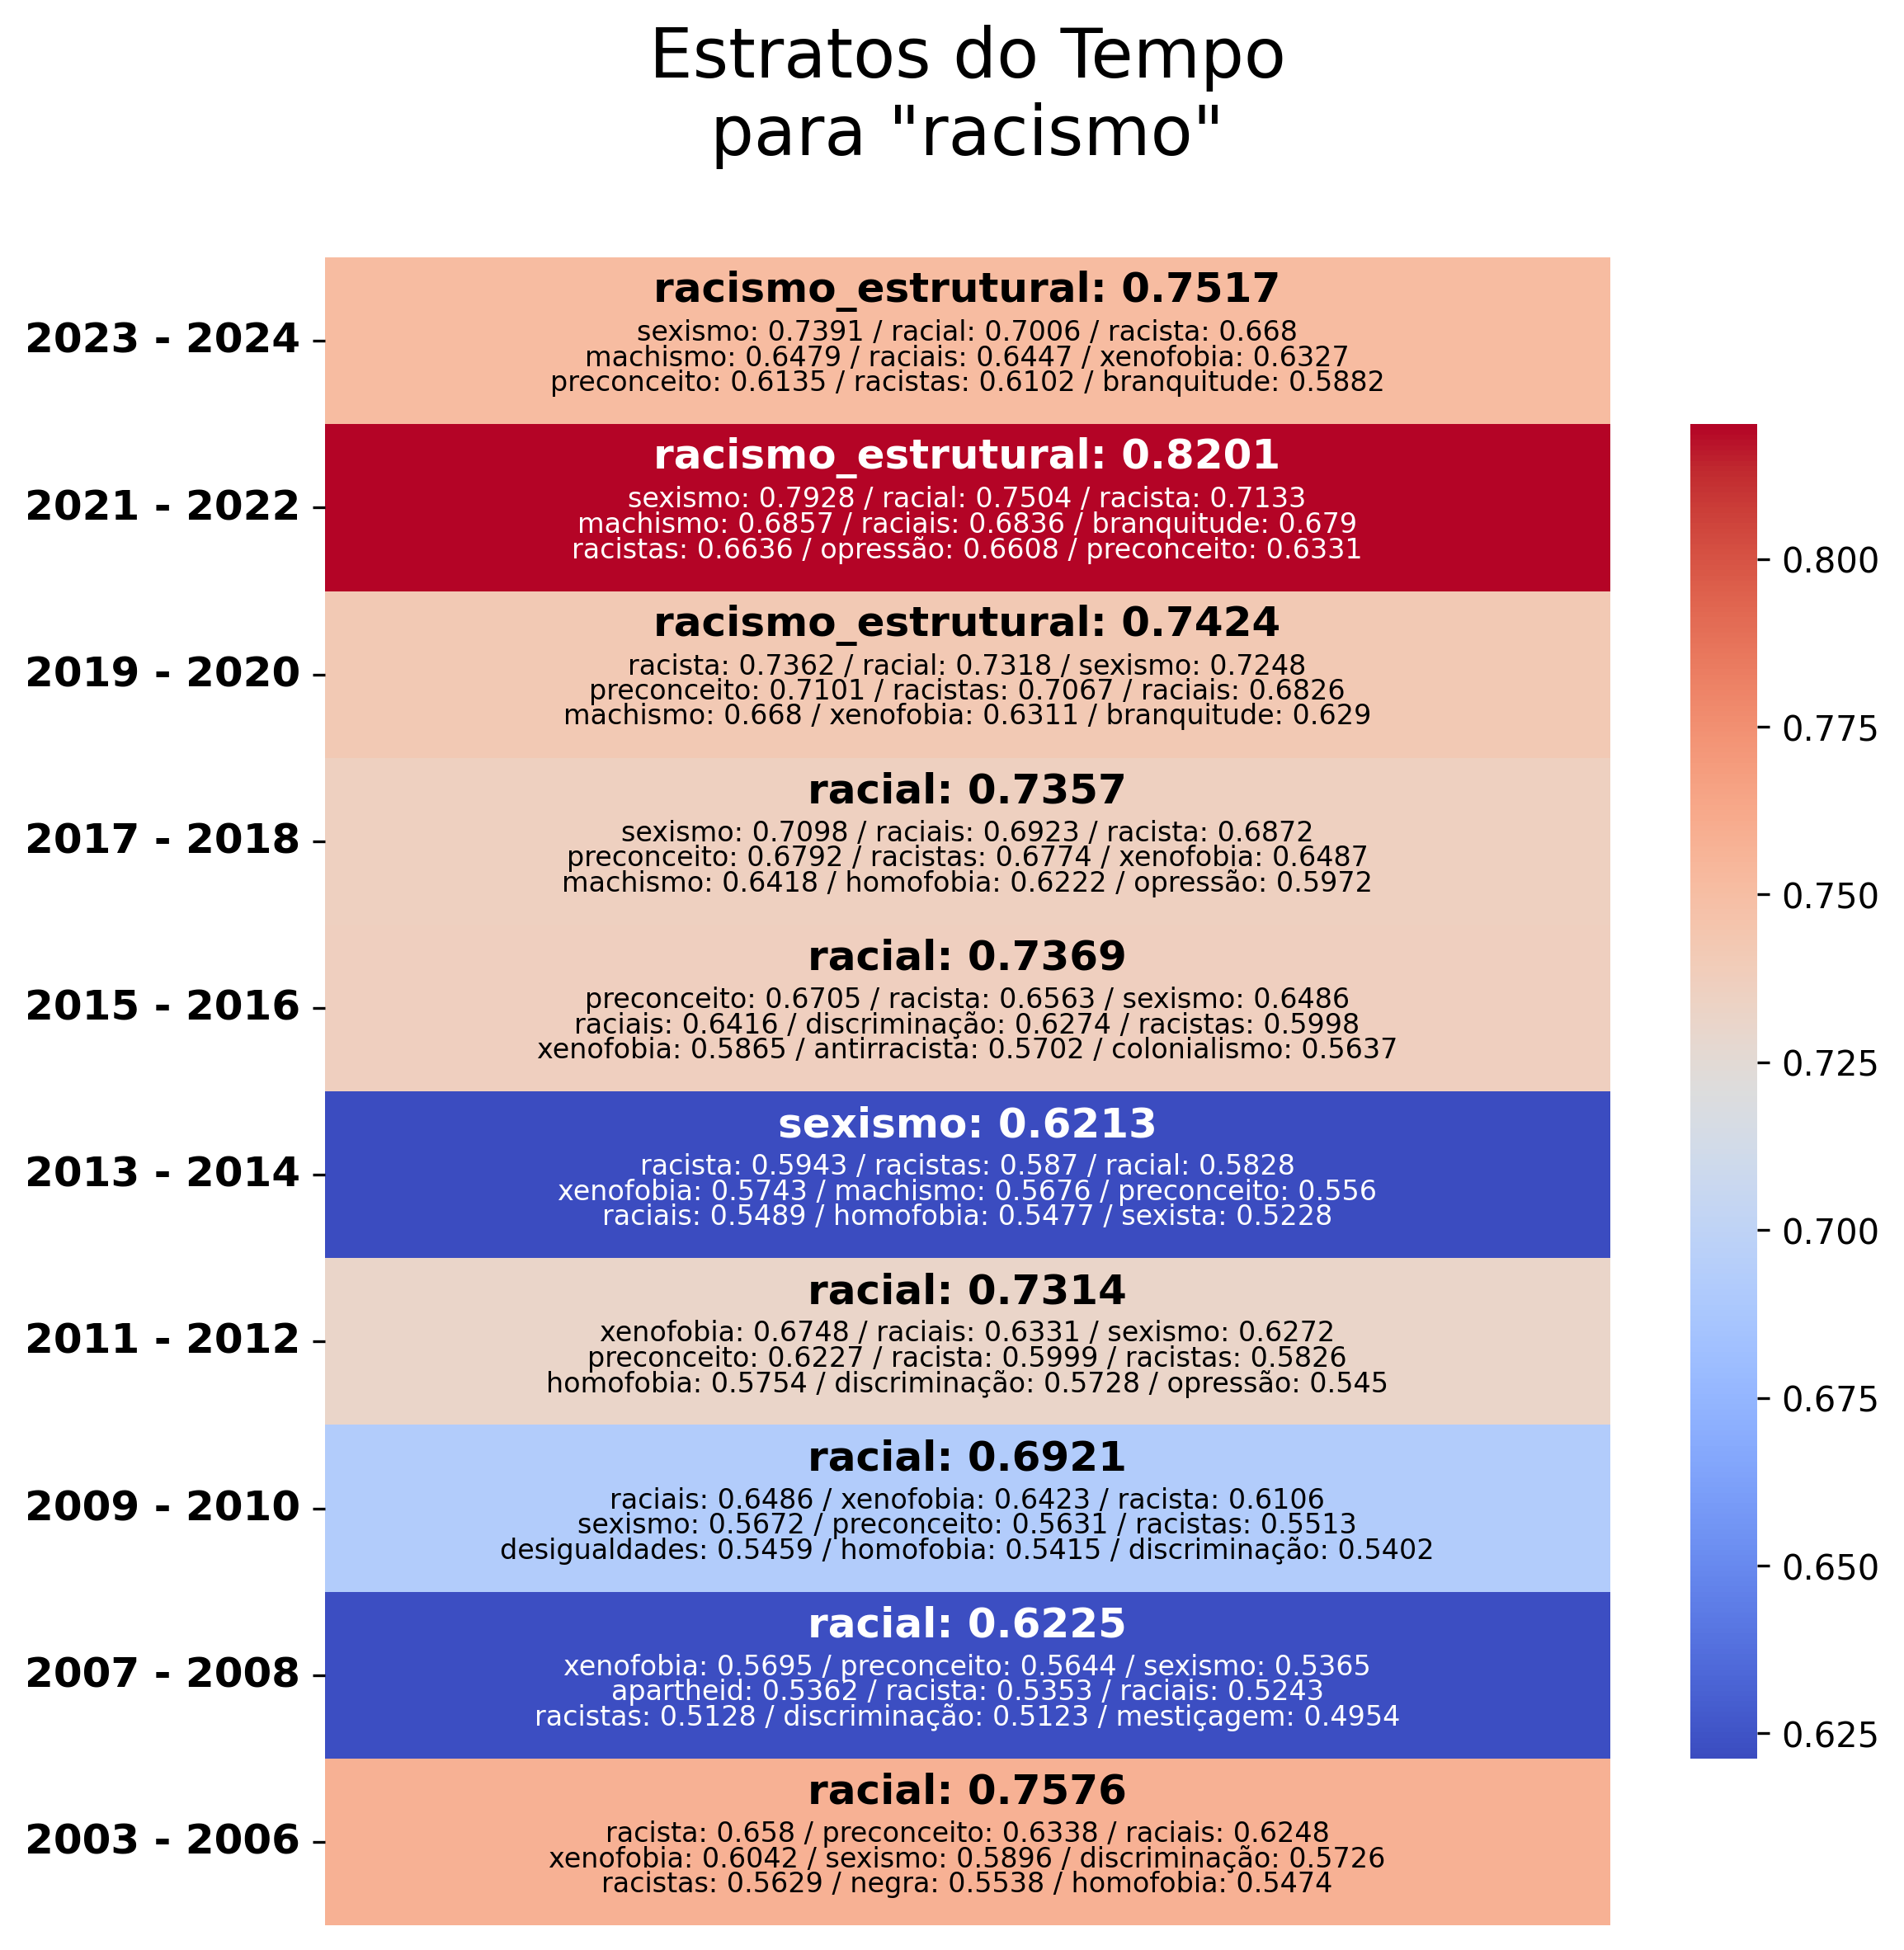 Estratos do Tempo
para "racismo"
2023 - 2024
racismo_estrutural: 0.7517
sexismo: 0.7391 / racial: 0.7006 / racista: 0.668
machismo: 0.6479 / raciais: 0.6447 / xenofobia: 0.6327
preconceito: 0.6135 / racistas: 0.6102 / branquitude: 0.5882
2021 - 2022
racismo_estrutural: 0.8201
sexismo: 0.7928 / racial: 0.7504 / racista: 0.7133
machismo: 0.6857 / raciais: 0.6836 / branquitude: 0.679
racistas: 0.6636 / opressão: 0.6608 / preconceito: 0.6331
2019 - 2020
racismo_estrutural: 0.7424
racista: 0.7362 / racial: 0.7318 / sexismo: 0.7248
preconceito: 0.7101 / racistas: 0.7067 / raciais: 0.6826
machismo: 0.668 / xenofobia: 0.6311 / branquitude: 0.629
2017 - 2018
racial: 0.7357
sexismo: 0.7098 / raciais: 0.6923 / racista: 0.6872
preconceito: 0.6792 / racistas: 0.6774 / xenofobia: 0.6487
machismo: 0.6418 / homofobia: 0.6222 / opressão: 0.5972
2015 - 2016
racial: 0.7369
preconceito: 0.6705 / racista: 0.6563 / sexismo: 0.6486
raciais: 0.6416 / discriminação: 0.6274 / racistas: 0.5998
xenofobia: 0.5865 / antirracista: 0.5702 / colonialismo: 0.5637
2013 - 2014
sexismo: 0.6213
racista: 0.5943 / racistas: 0.587 / racial: 0.5828
xenofobia: 0.5743 / machismo: 0.5676 / preconceito: 0.556
raciais: 0.5489 / homofobia: 0.5477 / sexista: 0.5228
2011 - 2012
racial: 0.7314
xenofobia: 0.6748 / raciais: 0.6331 / sexismo: 0.6272
preconceito: 0.6227 / racista: 0.5999 / racistas: 0.5826
homofobia: 0.5754 / discriminação: 0.5728 / opressão: 0.545
2009 - 2010
racial: 0.6921
raciais: 0.6486 / xenofobia: 0.6423 / racista: 0.6106
sexismo: 0.5672 / preconceito: 0.5631 / racistas: 0.5513
desigualdades: 0.5459 / homofobia: 0.5415 / discriminação: 0.5402
2007 - 2008
racial: 0.6225
xenofobia: 0.5695 / preconceito: 0.5644 / sexismo: 0.5365
apartheid: 0.5362 / racista: 0.5353 / raciais: 0.5243
racistas: 0.5128 / discriminação: 0.5123 / mestiçagem: 0.4954
2003 - 2006
racial: 0.7576
racista: 0.658 / preconceito: 0.6338 / raciais: 0.6248
xenofobia: 0.6042 / sexismo: 0.5896 / discriminação: 0.5726
racistas: 0.5629 / negra: 0.5538 / homofobia: 0.5474
0.800
0.775
0.750
0.725
0.700
0.675
0.650
0.625